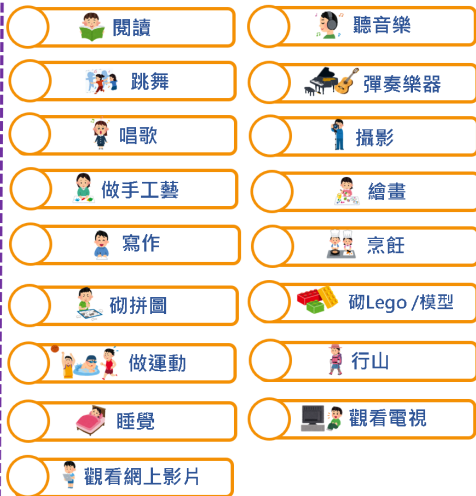 閱讀
聽音樂
跳舞
彈奏樂器
唱歌
攝影
做手工藝
繪畫
寫作
烹飪
砌拼圖
砌Lego /模型
做運動
行山
睡覺
觀看電視
觀看網上影片